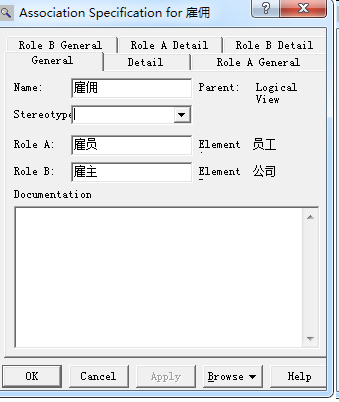 Association Specification for 雇佣
Role B General Role A Detail Role B Detail
General Detail Role A General
Name: 雇佣 Parent: Logical View
Stereotype
Role A: 雇员 Element 员工
Role B: 雇主 Element 公司
Documentation
OK Cancel Apply Browse Help